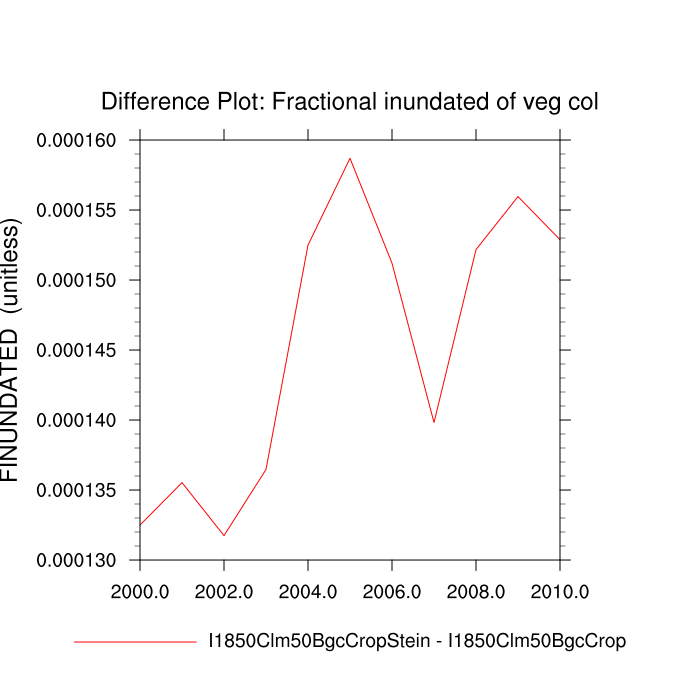 Difference Plot: Fractional inundated of veg col
FINUNDATED (unitless)
0.000160
0.000155
0.000150
0.000145
0.000140
0.000135
0.000130
2000.0 2002.0 2004.0 2006.0 2008.0 2010.0
I1850Clm50BgcCropStein - I1850Clm50BgcCrop